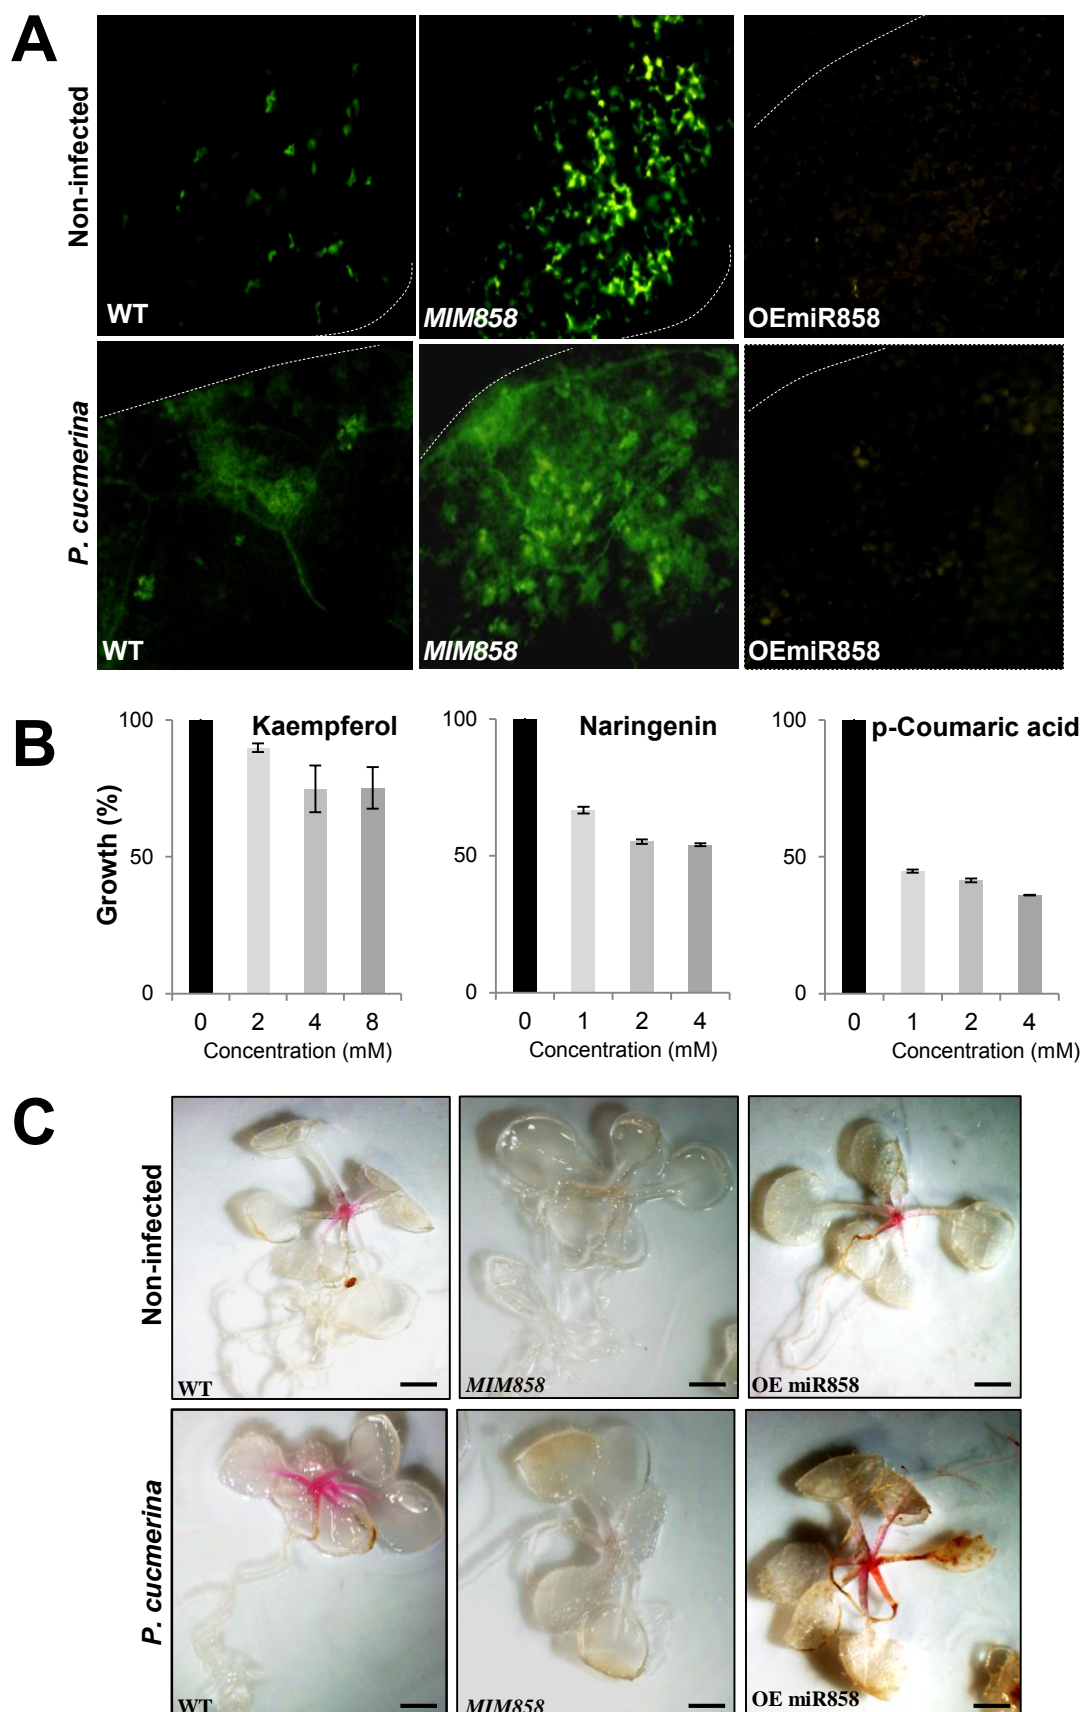 A
Non-infected
WT
MIM858
OEmiR858
P. cucmerina
WT
MIM858
OEmiR858
B
Growth (%)
100
50
0
Kaempferol
0 2 4 8
Concentration (mM)
100
50
0
Naringenin
0 1 2 4
Concentration (mM)
100
50
0
p-Coumaric acid
0 1 2 4
Concentration (mM)
C
Non-infected
WT
MIM858
OE miR858
P. cucmerina
WT
MIM858
OE miR858